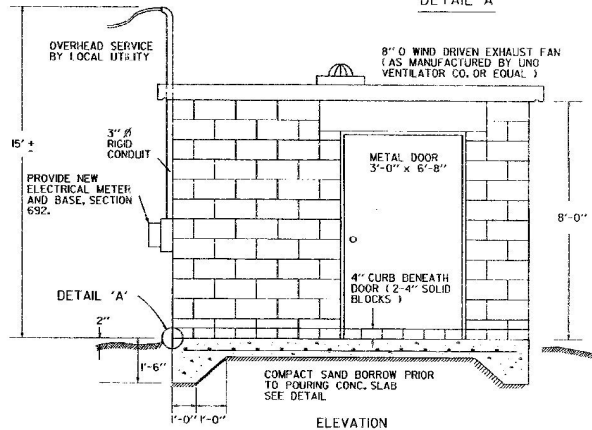 DETAIL A
OVERHEAD SERVICE
BY LOCAL UTILITY
8" O WIND DRIVEN EXHAUST FAN
( AS MANUFACTURED BY UNO
VENTILATOR CO. OR EQUAL )
15' ±
3" Ø
RIGID
CONDUIT
METAL DOOR
3'-0" x 6'-8"
PROVIDE NEW
ELECTRICAL METER
AND BASE, SECTION
692.
8'-0"
4" CURB BENEATH
DOOR ( 2-4" SOLID
BLOCKS )
DETAIL 'A'
2"
1'-6"
COMPACT SAND BORROW PRIOR
TO POURING CONC. SLAB
SEE DETAIL
1'-0" 1'-0"
ELEVATION